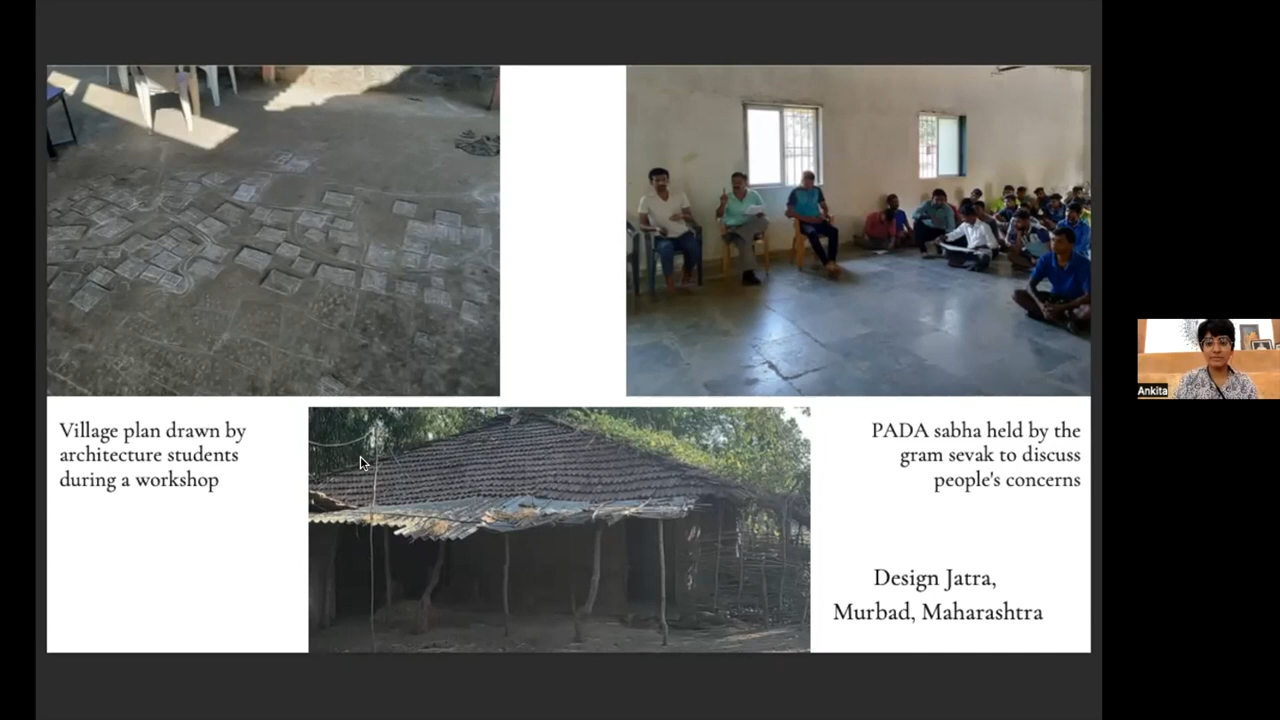 Village plan drawn by
architecture students
during a workshop
PADA sabha held by the
gram sevak to discuss
people's concerns
Design Jatra,
Murbad, Maharashtra
Ankita